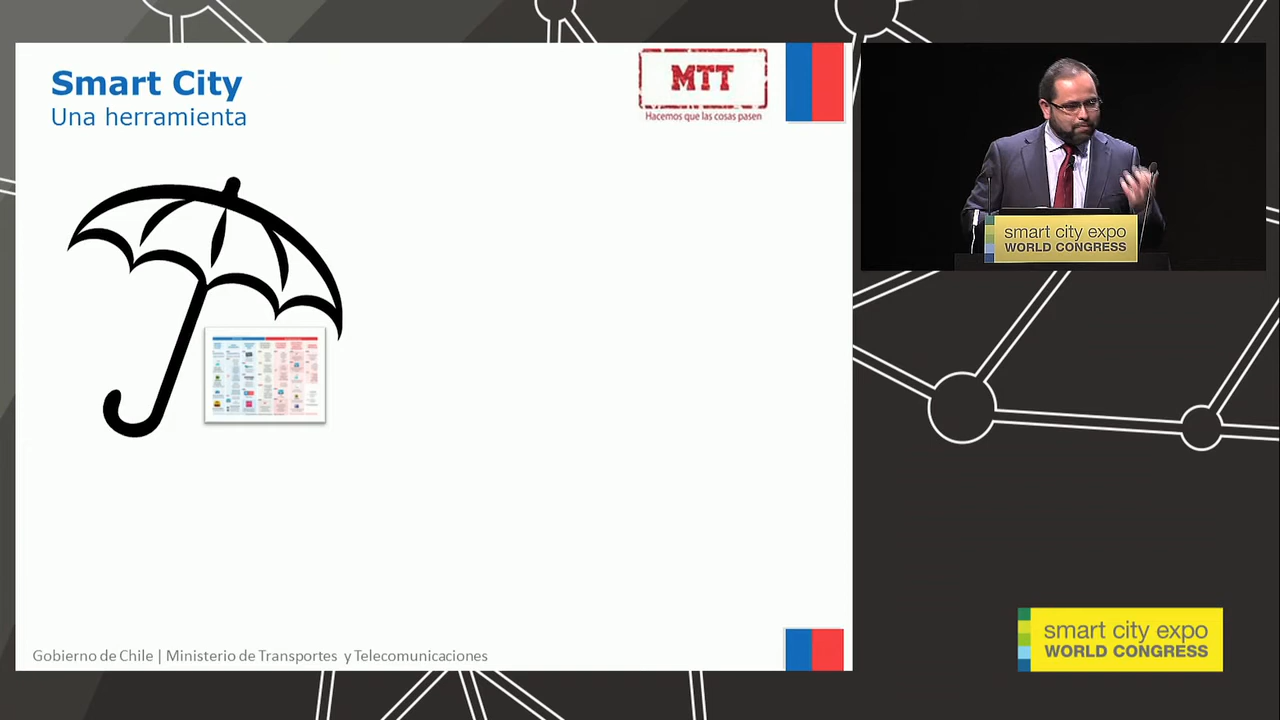 Smart City
Una herramienta
MTT
Hacemos que las cosas pasen
smart city expo
WORLD CONGRESS
Gobierno de Chile | Ministerio de Transportes y Telecomunicaciones
smart city expo
WORLD CONGRESS